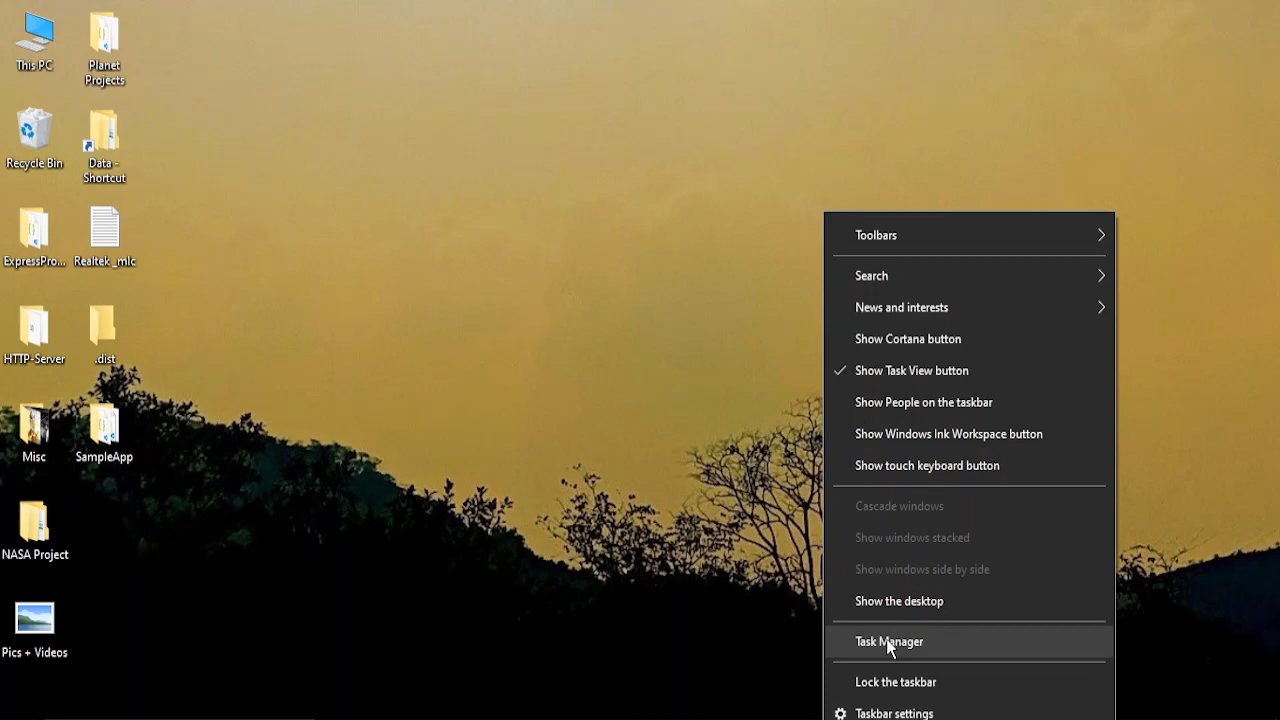 This PC
Planet
Projects
Recycle Bin
Data -
Shortcut
ExpressPro...
Realtek _mic
HTTP-Server
.dist
Misc
SampleApp
NASA Project
Pics + Videos
Toolbars
Search
News and interests
Show Cortana button
Show Task View button
Show People on the taskbar
Show Windows Ink Workspace button
Show touch keyboard button
Cascade windows
Show windows stacked
Show windows side by side
Show the desktop
Task Manager
Lock the taskbar
Taskbar settings